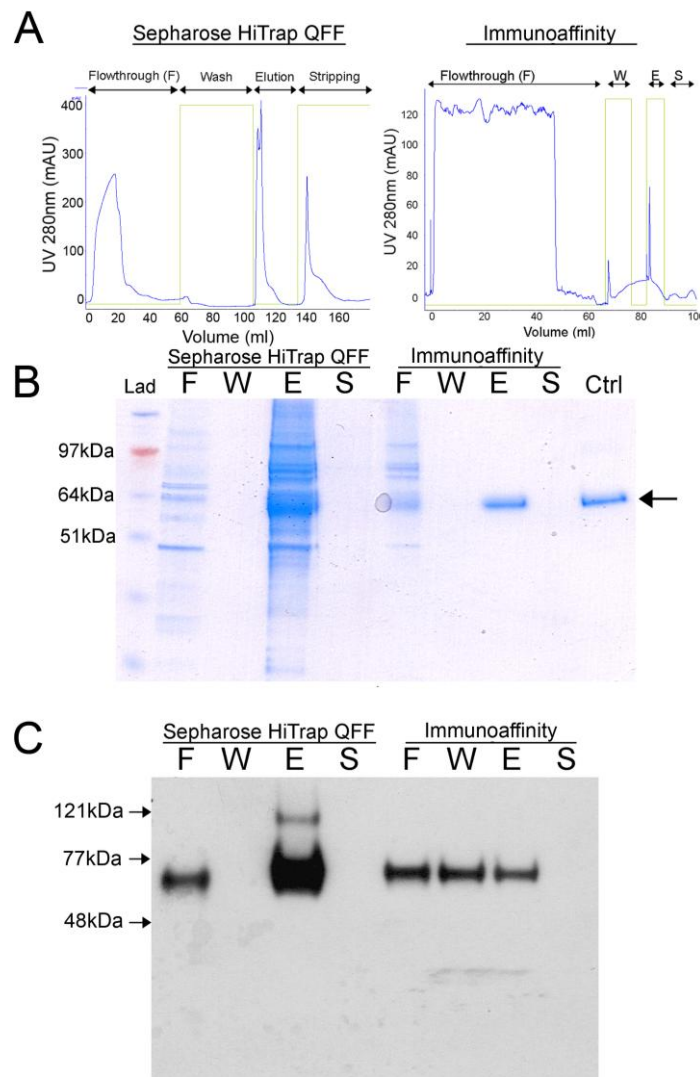 A
Sepharose HiTrap QFF
Immunoaffinity
Flowthrough (F) Wash Elution Stripping
Flowthrough (F) W E S
UV 280nm (mAU)
400
300
200
100
0
0 20 40 60 80 100 120 140 160
Volume (ml)
UV 280nm (mAU)
120
100
80
60
40
20
0
0 20 40 60 80 100
Volume (ml)
B
Sepharose HiTrap QFF Immunoaffinity
Lad F W E S F W E S Ctrl
97kDa
64kDa
51kDa
C
Sepharose HiTrap QFF Immunoaffinity
F W E S F W E S
121kDa
77kDa
48kDa